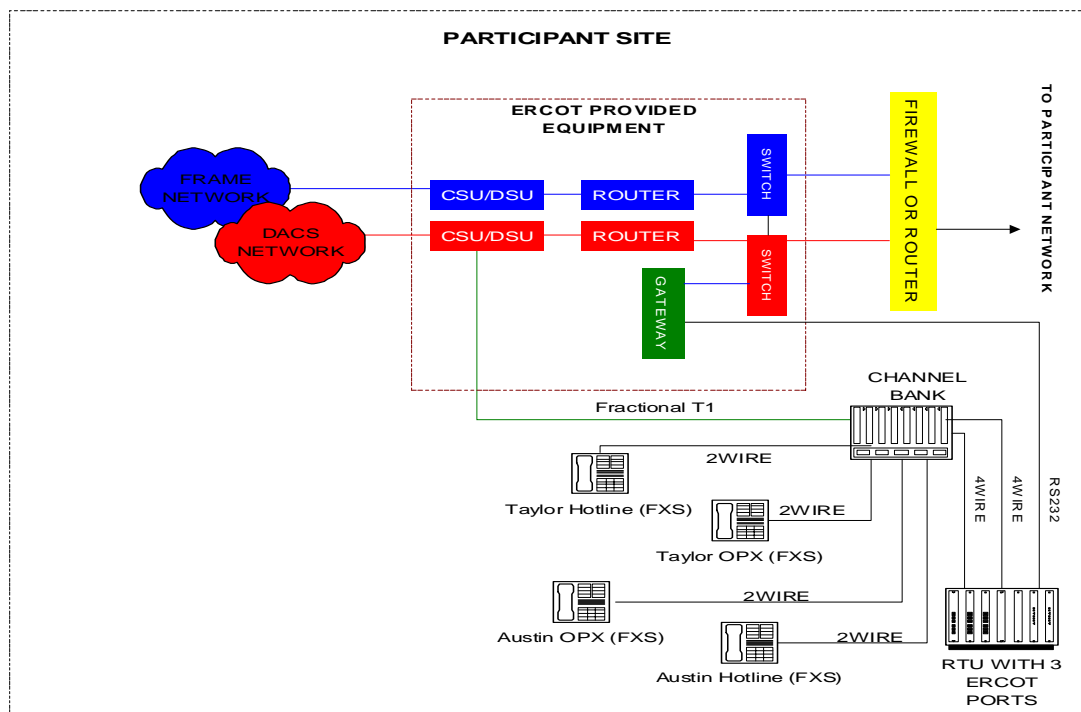 PARTICIPANT SITE
ERCOT PROVIDED
EQUIPMENT
TO PARTICIPANT NETWORK
FIREWALL OR ROUTER
FRAME
NETWORK
CSU/DSU
ROUTER
SWITCH
DACS
NETWORK
CSU/DSU
ROUTER
SWITCH
GATEWAY
CHANNEL
BANK
Fractional T1
2WIRE
Taylor Hotline (FXS)
2WIRE
Taylor OPX (FXS)
4WIRE
4WIRE
RS232
2WIRE
Austin OPX (FXS)
2WIRE
Austin Hotline (FXS)
RTU WITH 3
ERCOT
PORTS